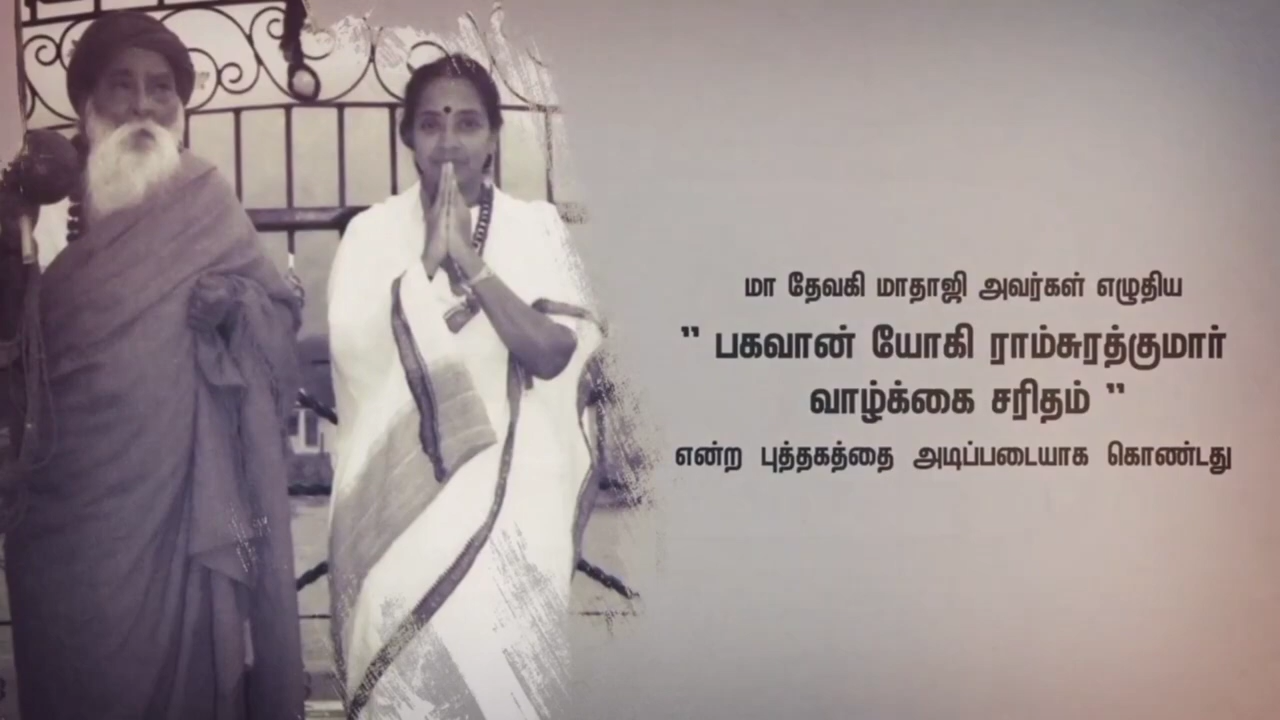 மா தேவகி மாதாஜி அவர்கள் எழுதிய
" பகவான் யோகி ராம்சுரத்குமார்
வாழ்க்கை சரிதம் "
என்ற புத்தகத்தை அடிப்படையாக கொண்டது